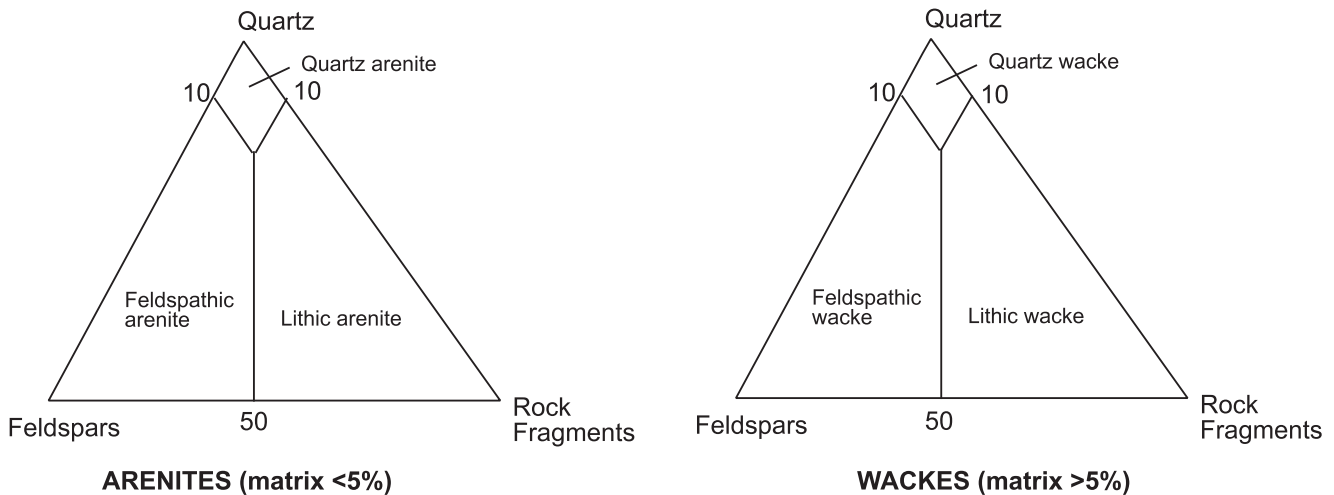 Quartz
Quartz arenite
10
10
Feldspathic
arenite
Lithic arenite
Feldspars
50
Rock
Fragments
ARENITES (matrix <5%)
Quartz
Quartz wacke
10
10
Feldspathic
wacke
Lithic wacke
Feldspars
50
Rock
Fragments
WACKES (matrix >5%)